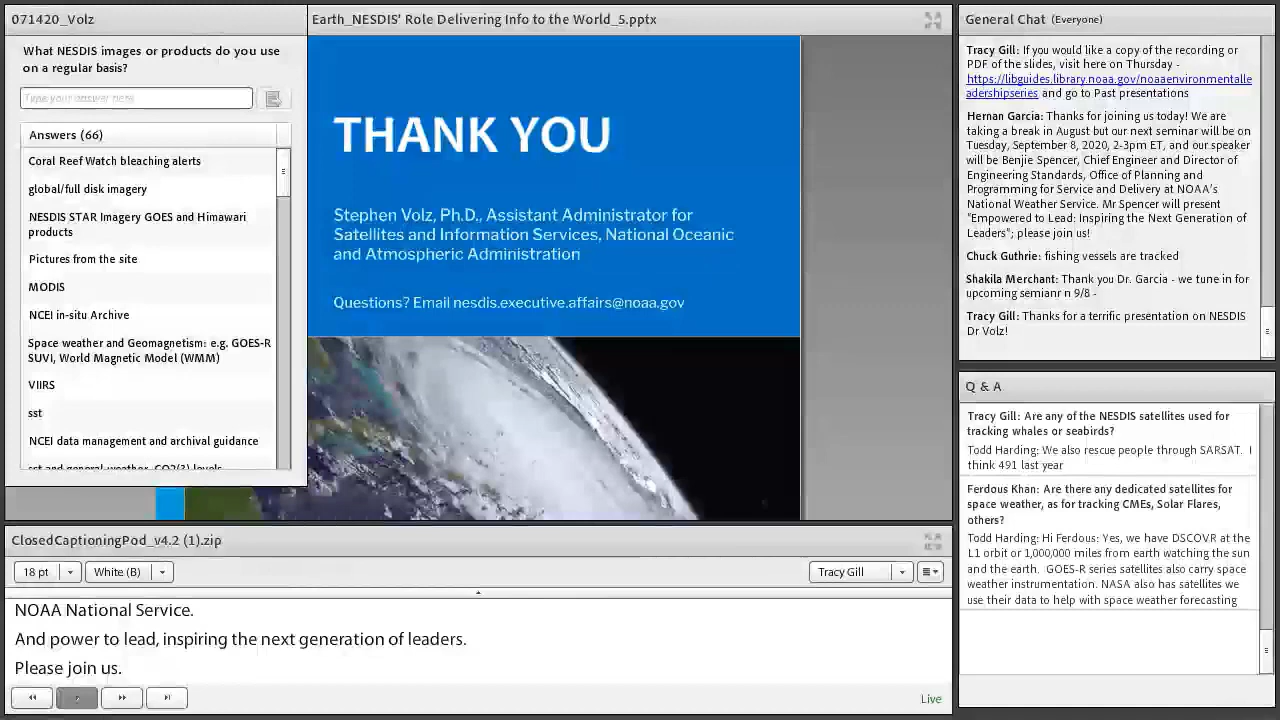 071420_Volz
What NESDIS images or products do you use
on a regular basis?
Type your answer here
Answers (66)
Coral Reef Watch bleaching alerts
global/full disk imagery
NESDIS STAR Imagery GOES and Himawari
products
Pictures from the site
MODIS
NCEI in-situ Archive
Space weather and Geomagnetism: e.g. GOES-R
SUVI, World Magnetic Model (WMM)
VIIRS
sst
NCEI data management and archival guidance
sst and general weather, CO2(?) levels
Earth_NESDIS' Role Delivering Info to the World_5.pptx
THANK YOU
Stephen Volz, Ph.D., Assistant Administrator for
Satellites and Information Services, National Oceanic
and Atmospheric Administration
Questions? Email nesdis.executive.affairs@noaa.gov
ClosedCaptioningPod_v4.2 (1).zip
18 pt
White (B)
Tracy Gill
NOAA National Service.
And power to lead, inspiring the next generation of leaders.
Please join us.
Live
General Chat (Everyone)
Tracy Gill: If you would like a copy of the recording or
PDF of the slides, visit here on Thursday -
https://libguides.library.noaa.gov/noaaenvironmentalle
adershipseries and go to Past presentations
Hernan Garcia: Thanks for joining us today! We are
taking a break in August but our next seminar will be on
Tuesday, September 8, 2020, 2-3pm ET, and our speaker
will be Benjie Spencer, Chief Engineer and Director of
Engineering Standards, Office of Planning and
Programming for Service and Delivery at NOAA's
National Weather Service. Mr Spencer will present
"Empowered to Lead: Inspiring the Next Generation of
Leaders"; please join us!
Chuck Guthrie: fishing vessels are tracked
Shakila Merchant: Thank you Dr. Garcia - we tune in for
upcoming semianr n 9/8 -
Tracy Gill: Thanks for a terrific presentation on NESDIS
Dr Volz!
Q & A
Tracy Gill: Are any of the NESDIS satellites used for
tracking whales or seabirds?
Todd Harding: We also rescue people through SARSAT. I
think 491 last year
Ferdous Khan: Are there any dedicated satellites for
space weather, as for tracking CMEs, Solar Flares,
others?
Todd Harding: Hi Ferdous: Yes, we have DSCOVR at the
L1 orbit or 1,000,000 miles from earth watching the sun
and the earth. GOES-R series satellites also carry space
weather instrumentation. NASA also has satellites we
use their data to help with space weather forecasting